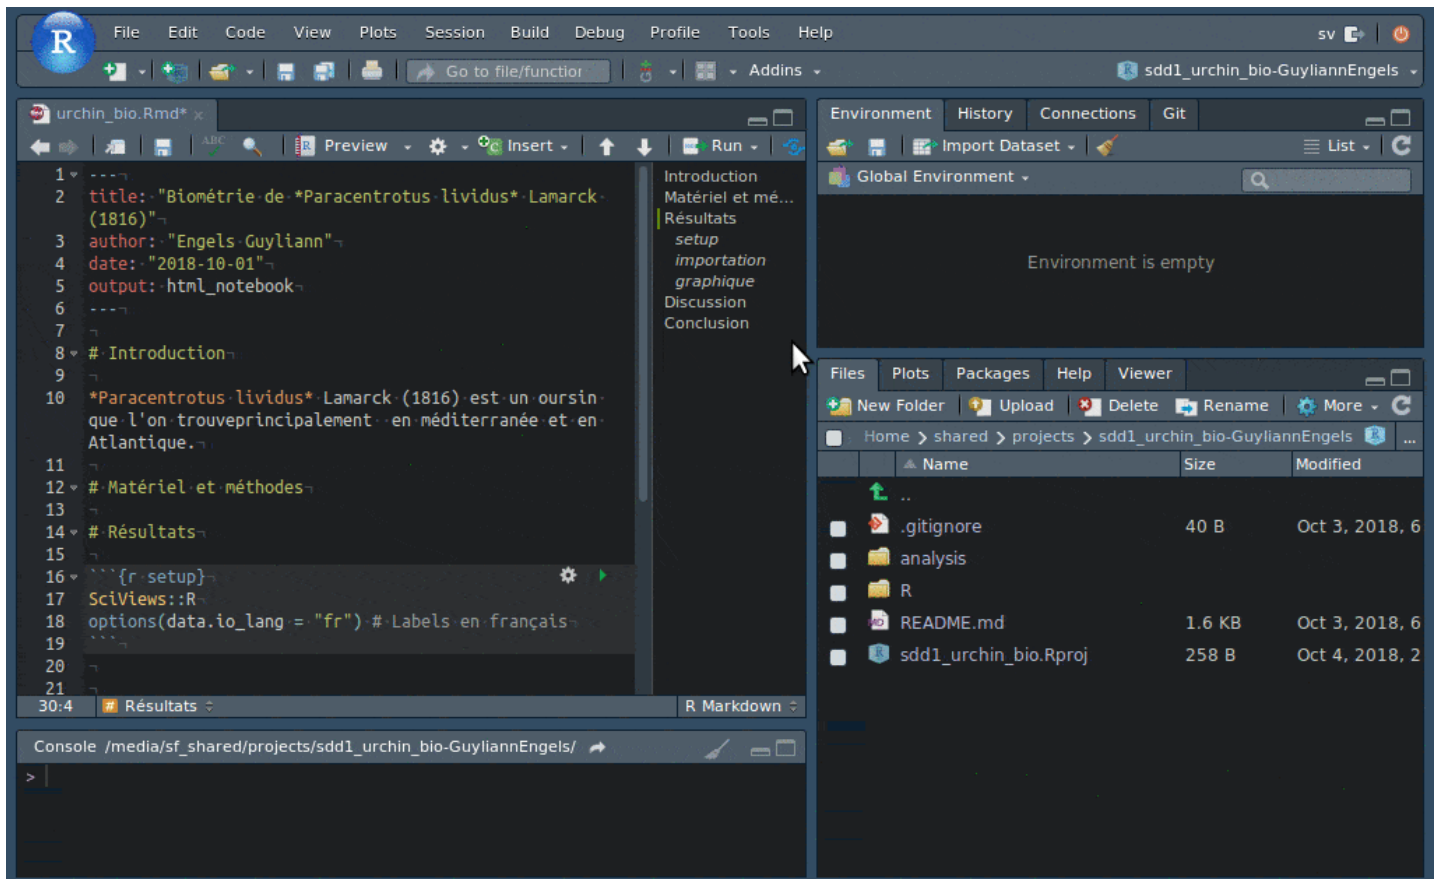 R File Edit Code View Plots Session Build Debug Profile Tools Help sv
Go to file/function Addins sdd1_urchin_bio-GuyliannEngels
urchin_bio.Rmd* x
ABC Preview Insert Run
1 ---
2 title: "Biométrie de *Paracentrotus lividus* Lamarck
(1816)"
3 author: "Engels Guyliann"
4 date: "2018-10-01"
5 output: html_notebook
6 ---
7
8 # Introduction
9
10 *Paracentrotus lividus* Lamarck (1816) est un oursin
que l'on trouveprincipalement  en méditerranée et en
Atlantique.
11
12 # Matériel et méthodes
13
14 # Résultats
15
16 ```{r setup}
17 SciViews::R
18 options(data.io_lang = "fr") # Labels en français
19 ```
20
21
Introduction
Matériel et mé...
Résultats
setup
importation
graphique
Discussion
Conclusion
30:4 # Résultats R Markdown
Console /media/sf_shared/projects/sdd1_urchin_bio-GuyliannEngels/
>
Environment History Connections Git
Import Dataset List
Global Environment
Environment is empty
Files Plots Packages Help Viewer
New Folder Upload Delete Rename More
Home shared projects sdd1_urchin_bio-GuyliannEngels ...
Name Size Modified
..
.gitignore 40 B Oct 3, 2018, 6
analysis
R
MD README.md 1.6 KB Oct 3, 2018, 6
sdd1_urchin_bio.Rproj 258 B Oct 4, 2018, 2